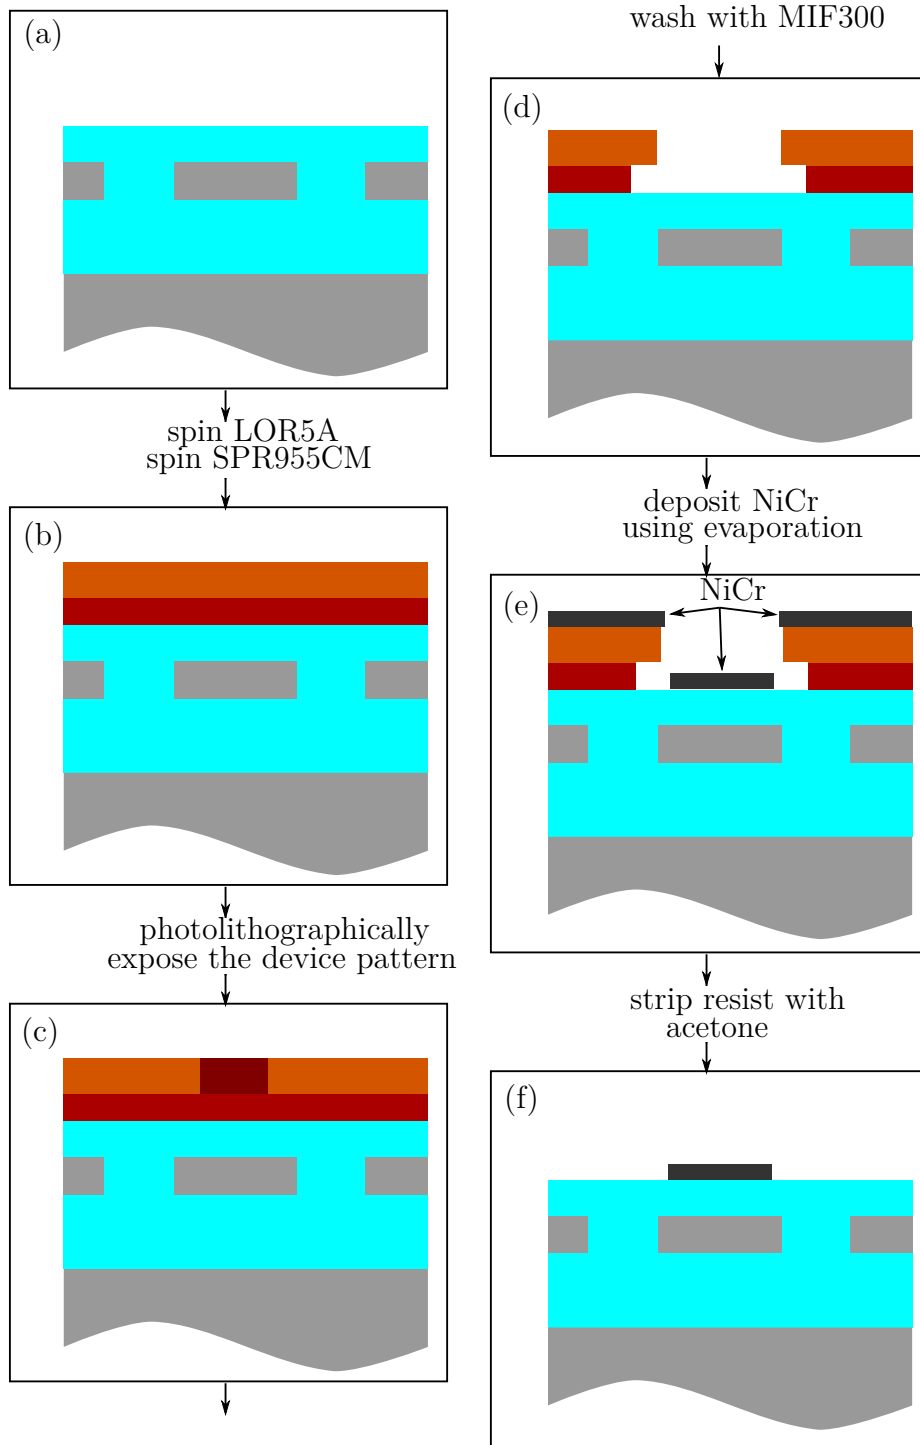 (a)
spin LOR5A
spin SPR955CM
(b)
photolithographically
expose the device pattern
(c)
wash with MIF300
(d)
deposit NiCr
using evaporation
(e)
NiCr
strip resist with
acetone
(f)